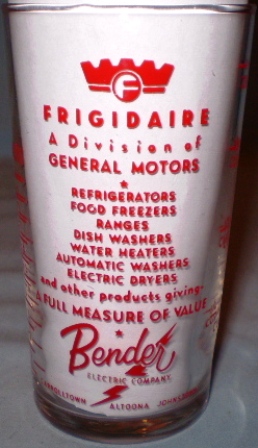 F
FRIGIDAIRE
A Division of
GENERAL MOTORS
REFRIGERATORS
FOOD FREEZERS
RANGES
DISH WASHERS
WATER HEATERS
AUTOMATIC WASHERS
ELECTRIC DRYERS
and other products giving-
A FULL MEASURE OF VALUE
Bender
ELECTRIC COMPANY
ALTOONA